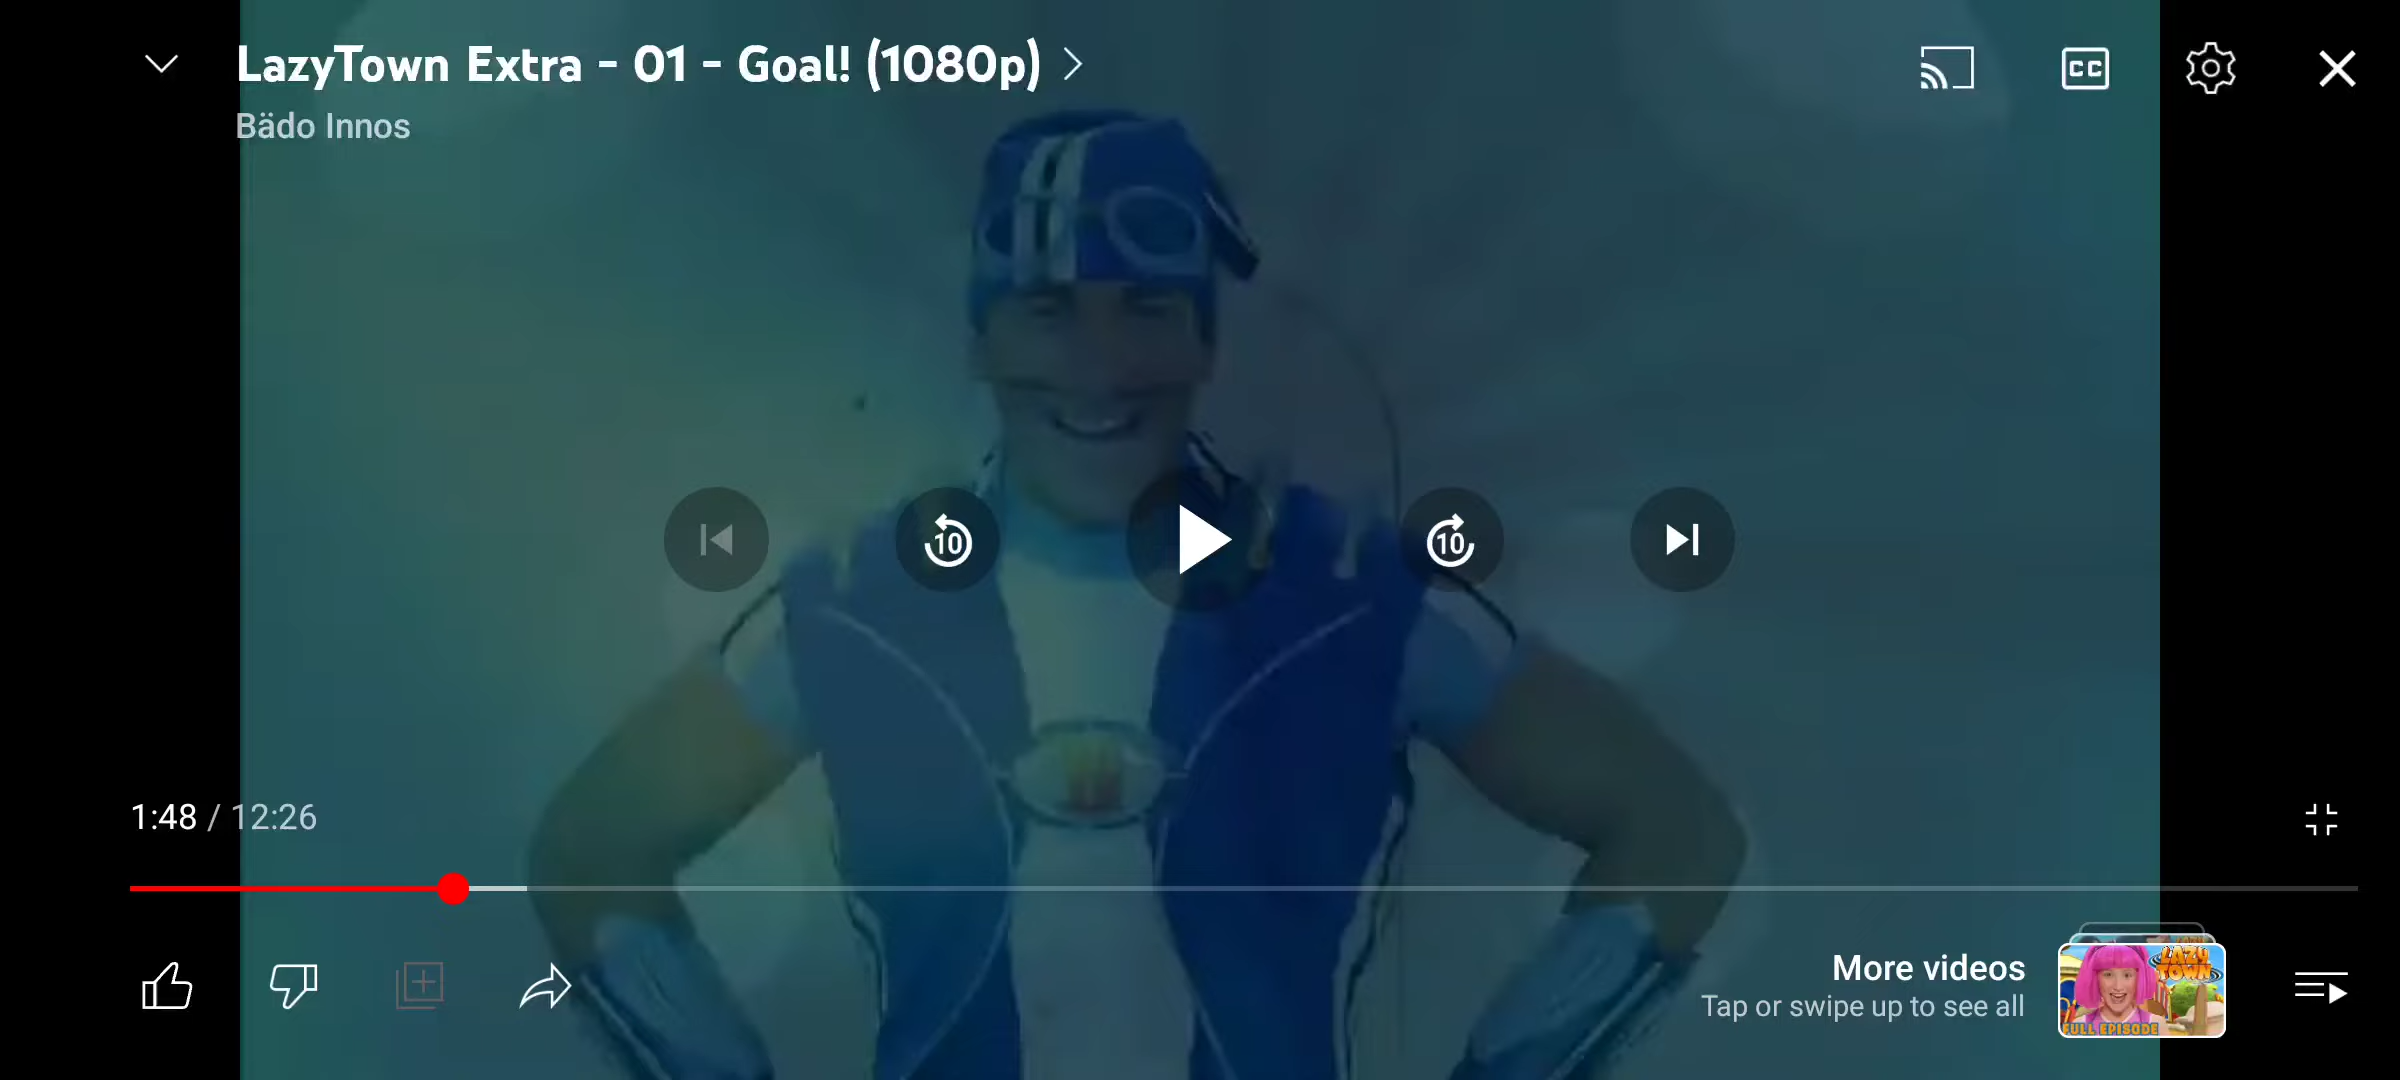 LazyTown Extra - 01 - Goal! (1080p)
Bädo Innos
CC
10
10
1:48 / 12:26
More videos
Tap or swipe up to see all
LAZY
TOWN
FULL EPISODE